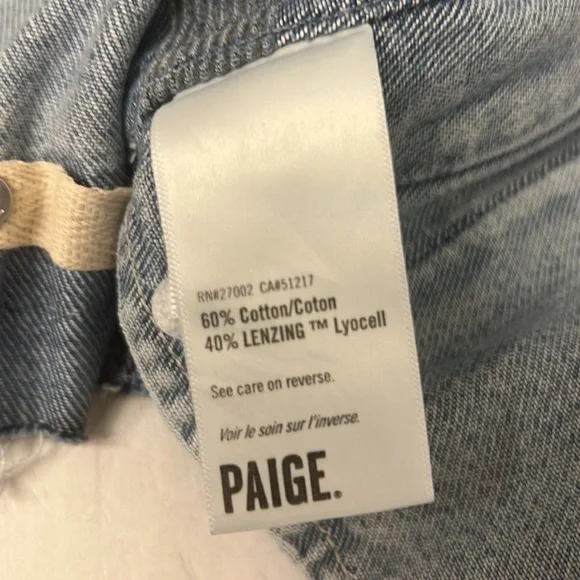 RN#27002 CA#51217
60% Cotton/Coton
40% LENZING ™ Lyocell
See care on reverse.
Voir le soin sur l'inverse.
PAIGE®